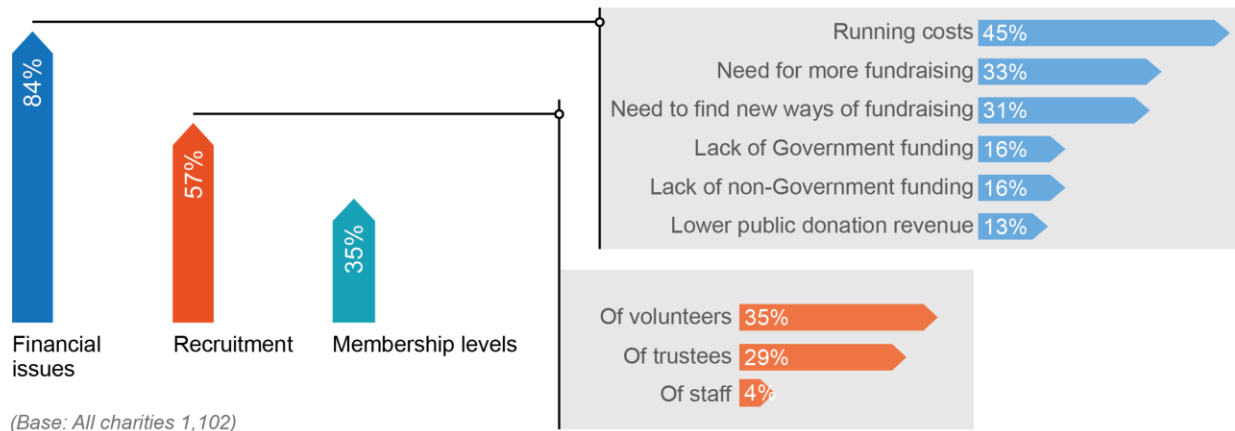 84%
Financial
issues
57%
Recruitment
35%
Membership levels
Running costs 45%
Need for more fundraising 33%
Need to find new ways of fundraising 31%
Lack of Government funding 16%
Lack of non-Government funding 16%
Lower public donation revenue 13%
Of volunteers 35%
Of trustees 29%
Of staff 4%
(Base: All charities 1,102)